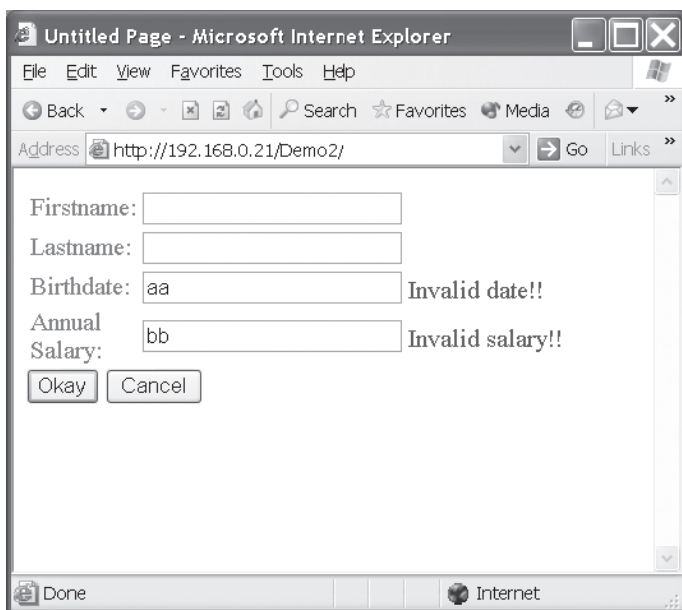 Untitled Page - Microsoft Internet Explorer
File Edit View Favorites Tools Help
Back Search Favorites Media »
Address http://192.168.0.21/Demo2/ Go Links »
Firstname:
Lastname:
Birthdate: aa Invalid date!!
Annual
Salary: bb Invalid salary!!
Okay Cancel
Done Internet